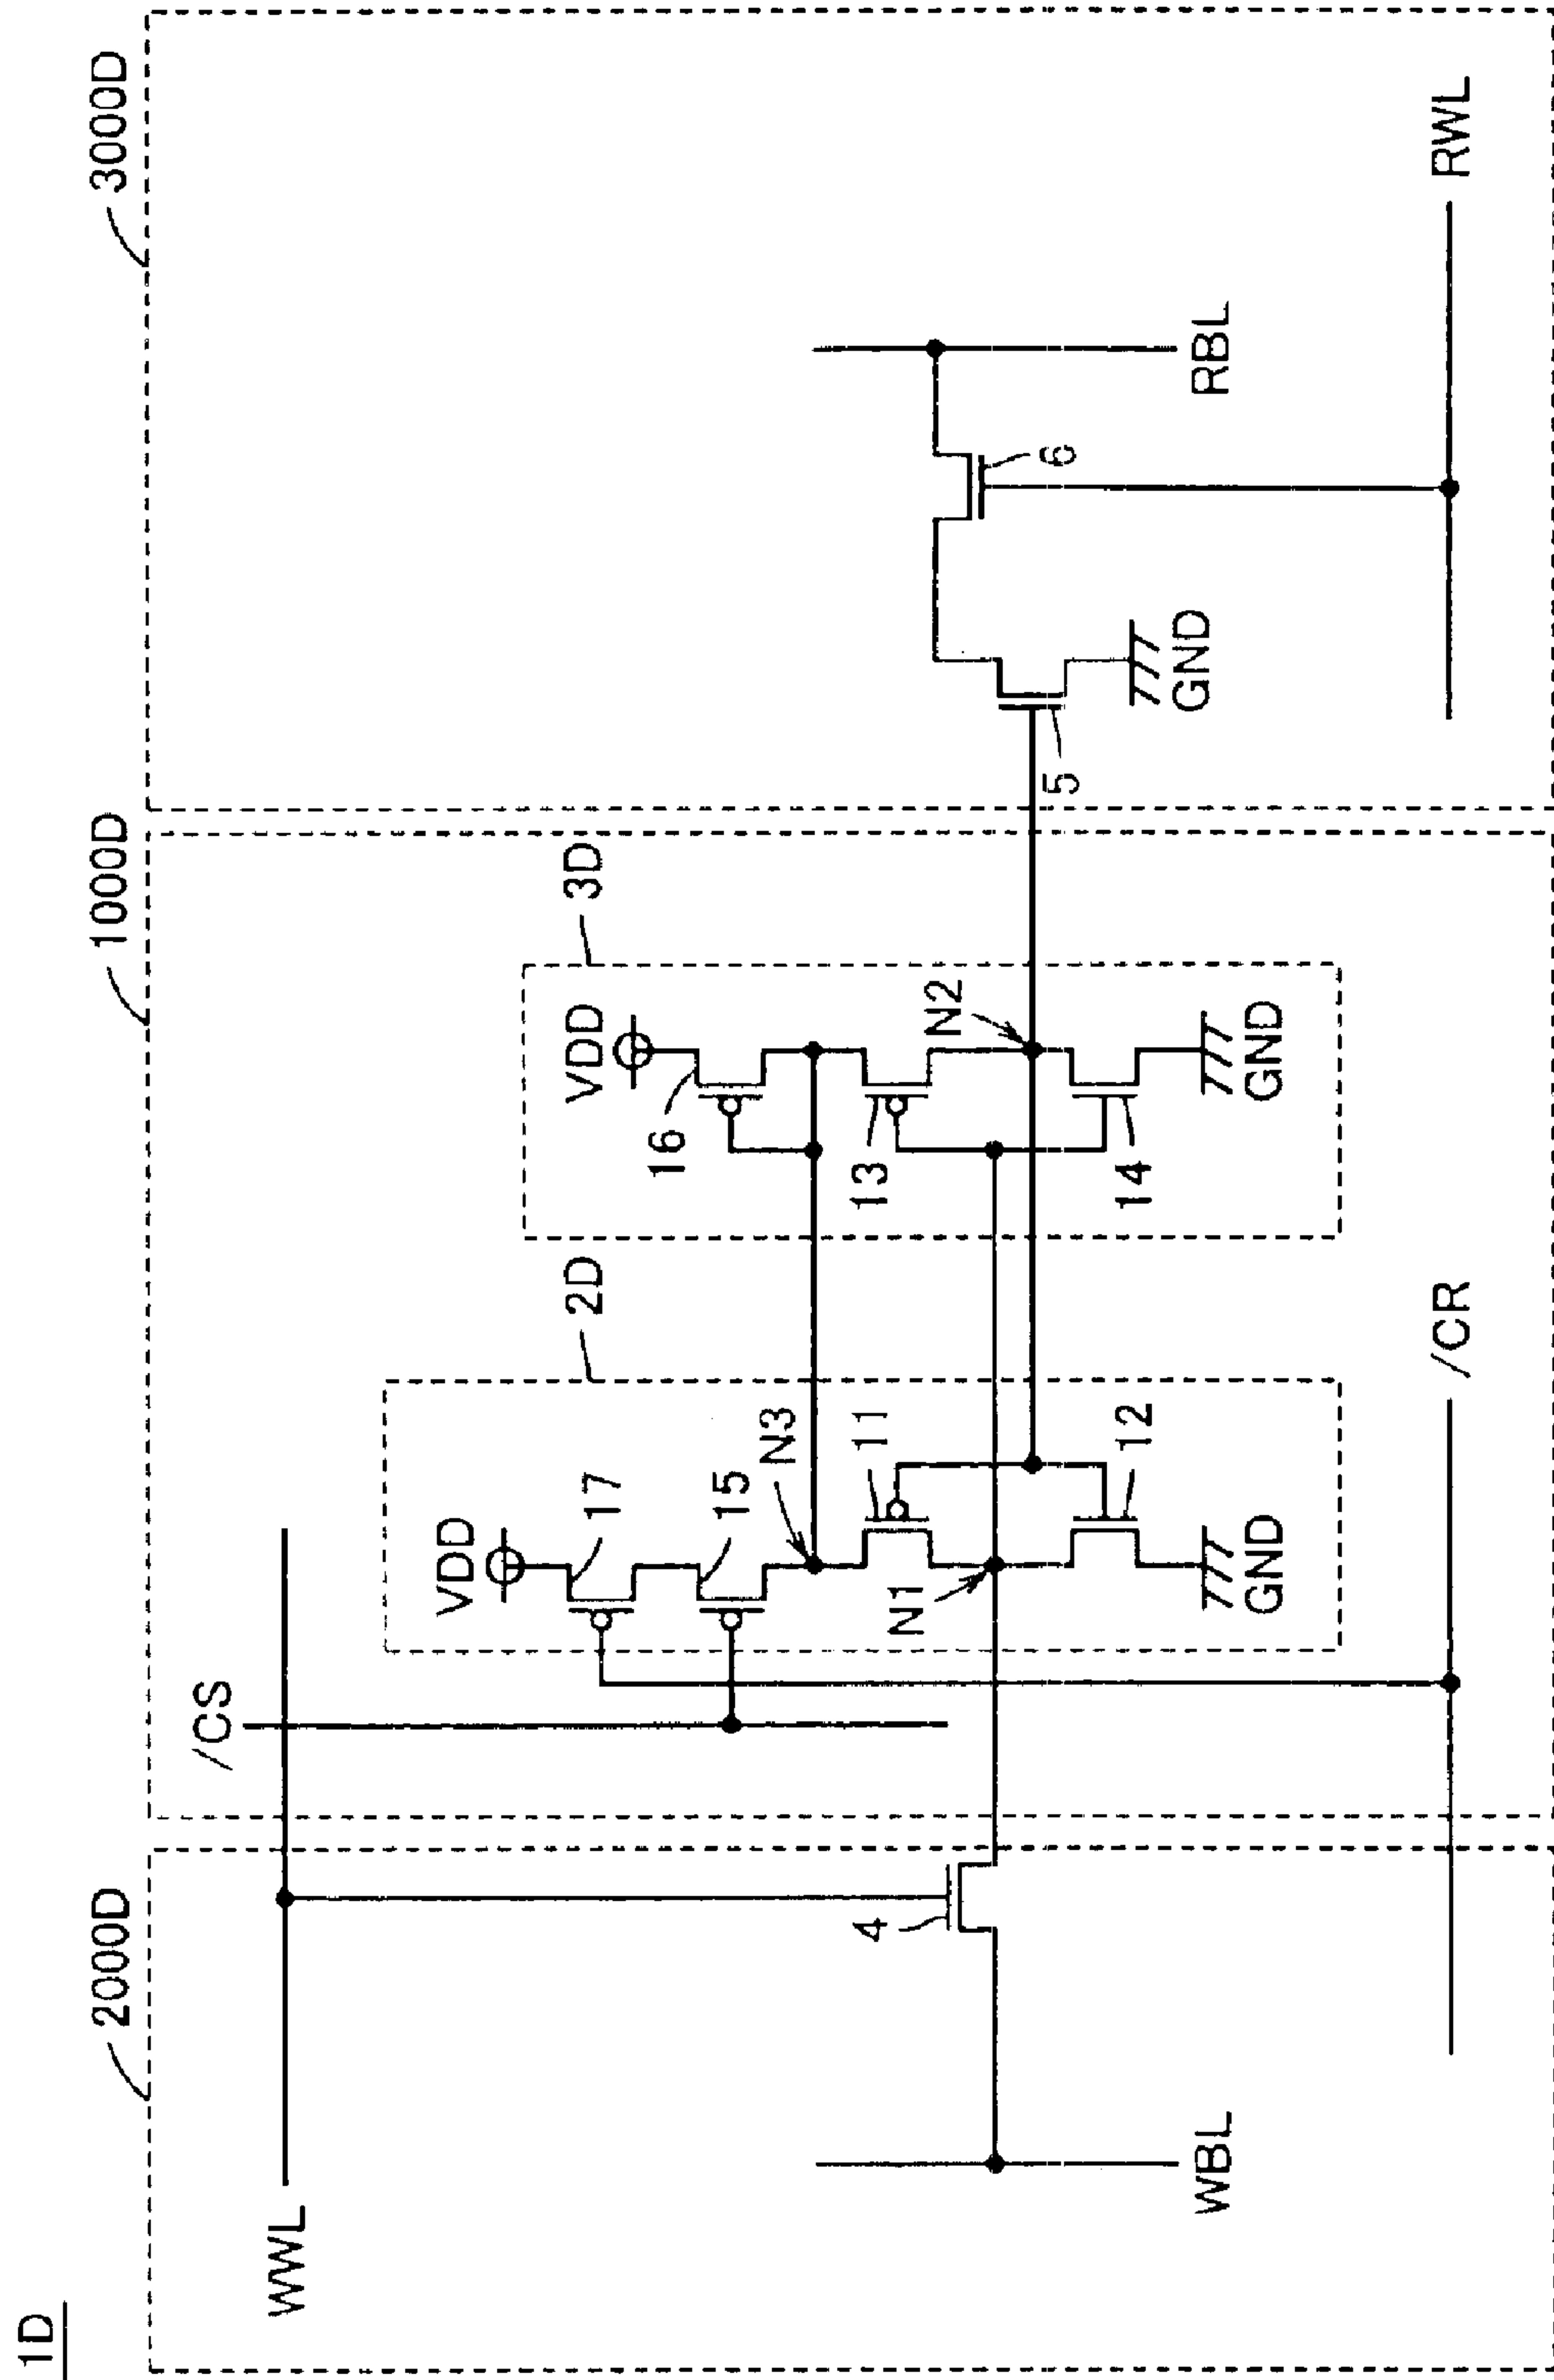 1D
2000D
100D
3000D
WWL
/CS
VDD
17
15
N3
2D
VDD
16
3D
11
13
N2
N1
12
14
GND
GND
4
WBL
/CR
5
GND
6
RBL
RWL